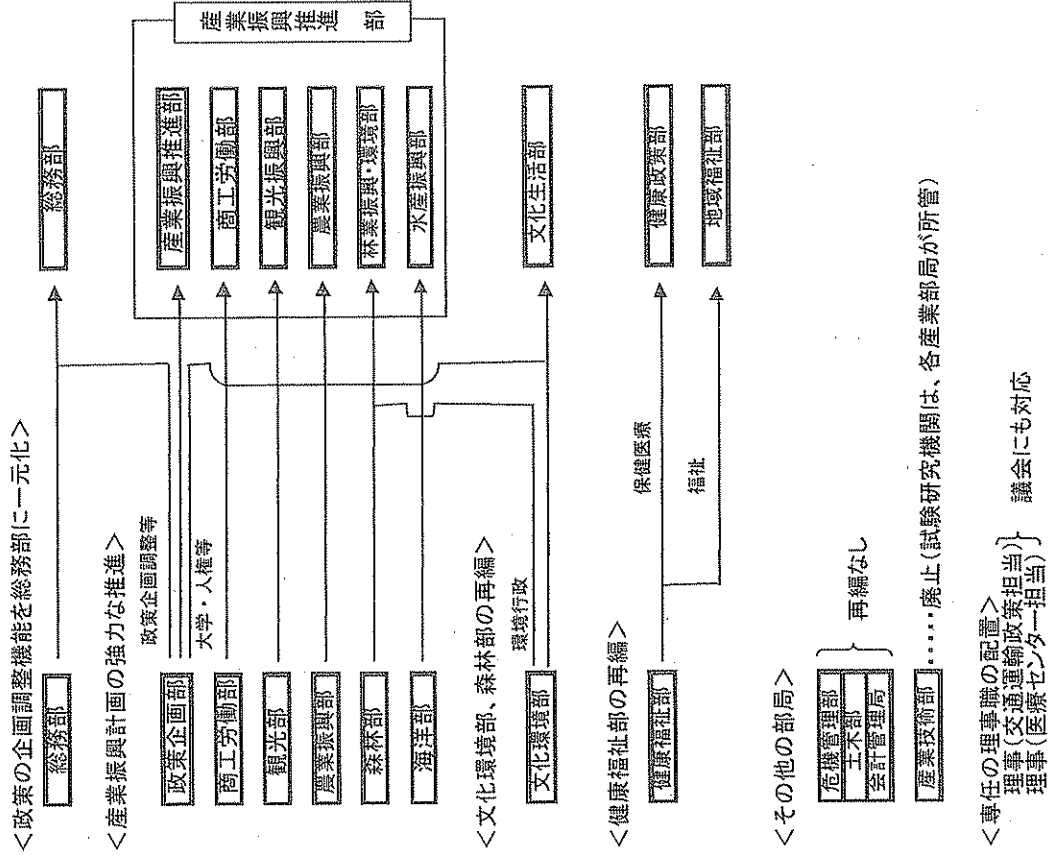 <政策の企画調整機能を総務部に一元化>
総務部
総務部
<産業振興計画の強力な推進>
政策企画調整等
政策企画部
産業振興推進部
大学・人権等
商工労働部
商工労働部
観光部
観光振興部
農業振興部
農業振興部
森林部
林業振興・環境部
海洋部
水産振興部
産業振興推進部
<文化環境部、森林部の再編>
環境行政
文化環境部
文化生活部
<健康福祉部の再編>
健康福祉部
保健医療
健康政策部
福祉
地域福祉部
<その他の部局>
危機管理部
土木部
会計管理局
再編なし
産業技術部 ・・・・・廃止(試験研究機関は、各産業部局が所管)
<専任の理事職の配置>
理事(交通運輸政策担当)
理事(医療センター担当)
議会にも対応